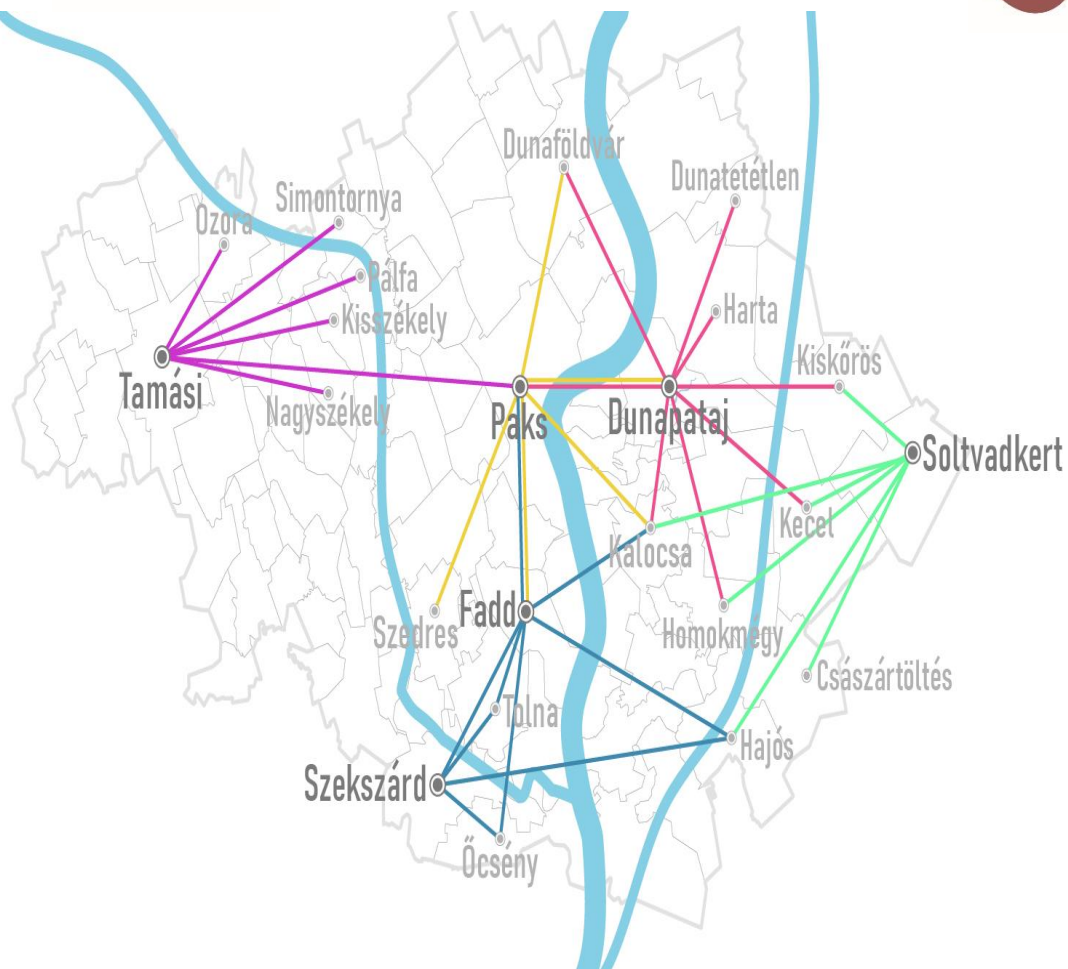 Dunaföldvár
Dunatetétlen
Simontornya
Ozora
Pálfa
Harta
Kisszékely
Kiskőrös
Tamási
Nagyszékely
Paks
Dunapataj
Soltvadkert
Kecel
Kalocsa
Fadd
Szedres
Homokmégy
Császártöltés
Tolna
Hajós
Szekszárd
Őcsény